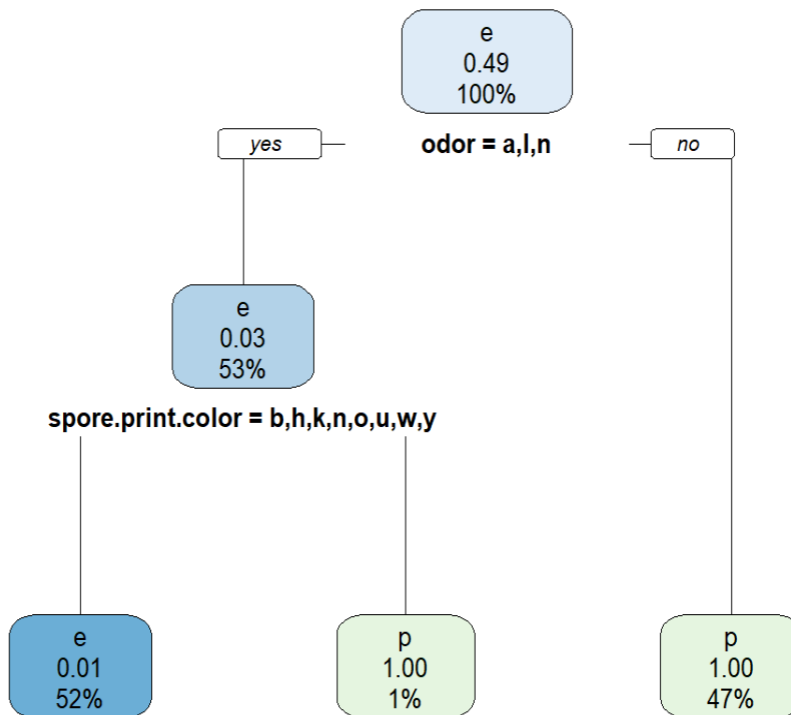 e
0.49
100%
yes
odor = a,l,n
no
e
0.03
53%
spore.print.color = b,h,k,n,o,u,w,y
e
0.01
52%
p
1.00
1%
p
1.00
47%